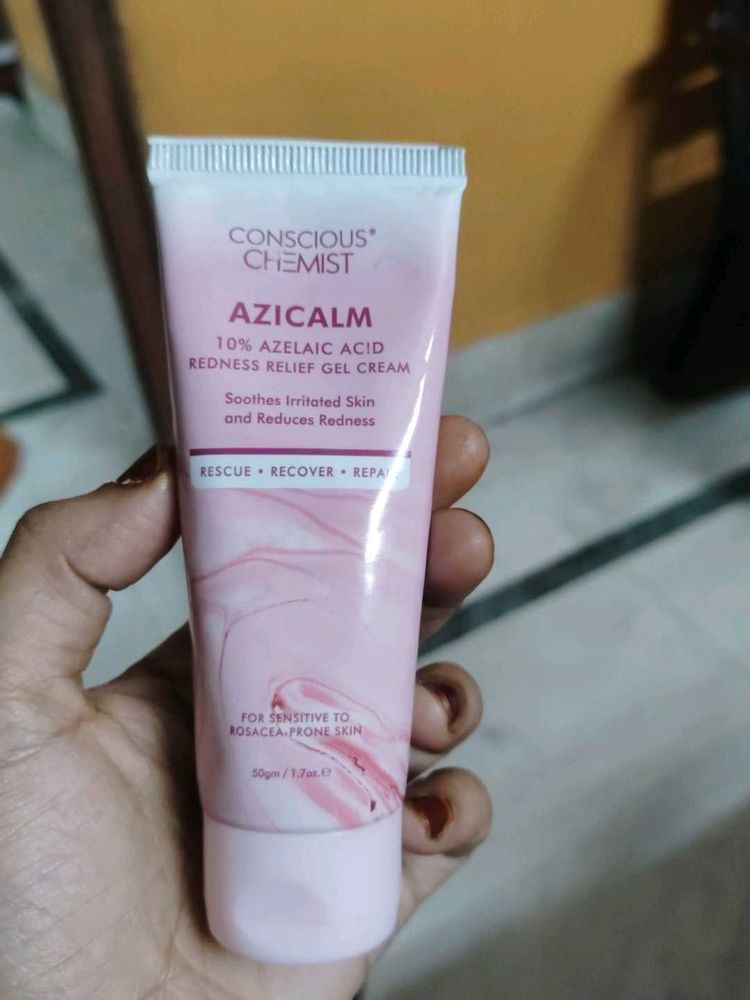 CONSCIOUS®
CHEMIST
AZICALM
10% AZELAIC ACID
REDNESS RELIEF GEL CREAM
Soothes Irritated Skin
and Reduces Redness
RESCUE • RECOVER • REPAIR
FOR SENSITIVE TO
ROSACEA-PRONE SKIN
50gm / 1.7oz. ℮